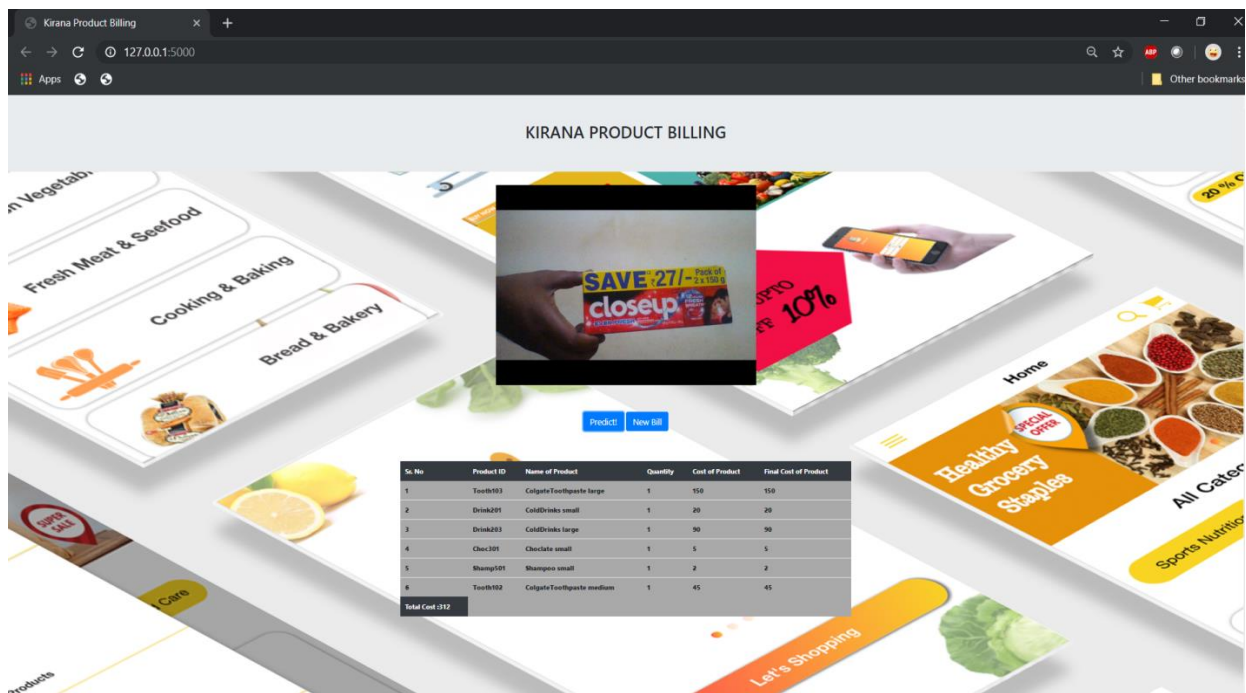 Kirana Product Billing
127.0.0.1:5000
ABP
Apps
Other bookmarks
KIRANA PRODUCT BILLING
Fresh Meat & Seefood
Cooking & Baking
Bread & Bakery
SAVE ₹27/- Pack of 2 x 150 g
closeup
UPTO
10%
20 %
Home
SPECIAL OFFER
Healthy
Grocery
Staples
All
Sports Nutrition
SUPER SALE
Care
Let's Shopping
Predict!
New Bill
Sr. No Product ID Name of Product Quantity Cost of Product Final Cost of Product
1 Tooth103 ColgateToothpaste large 1 150 150
2 Drink201 ColdDrinks small 1 20 20
3 Drink203 ColdDrinks large 1 90 90
4 Choc301 Choclate small 1 5 5
5 Shamp501 Shampoo small 1 2 2
6 Tooth102 ColgateToothpaste medium 1 45 45
Total Cost :312